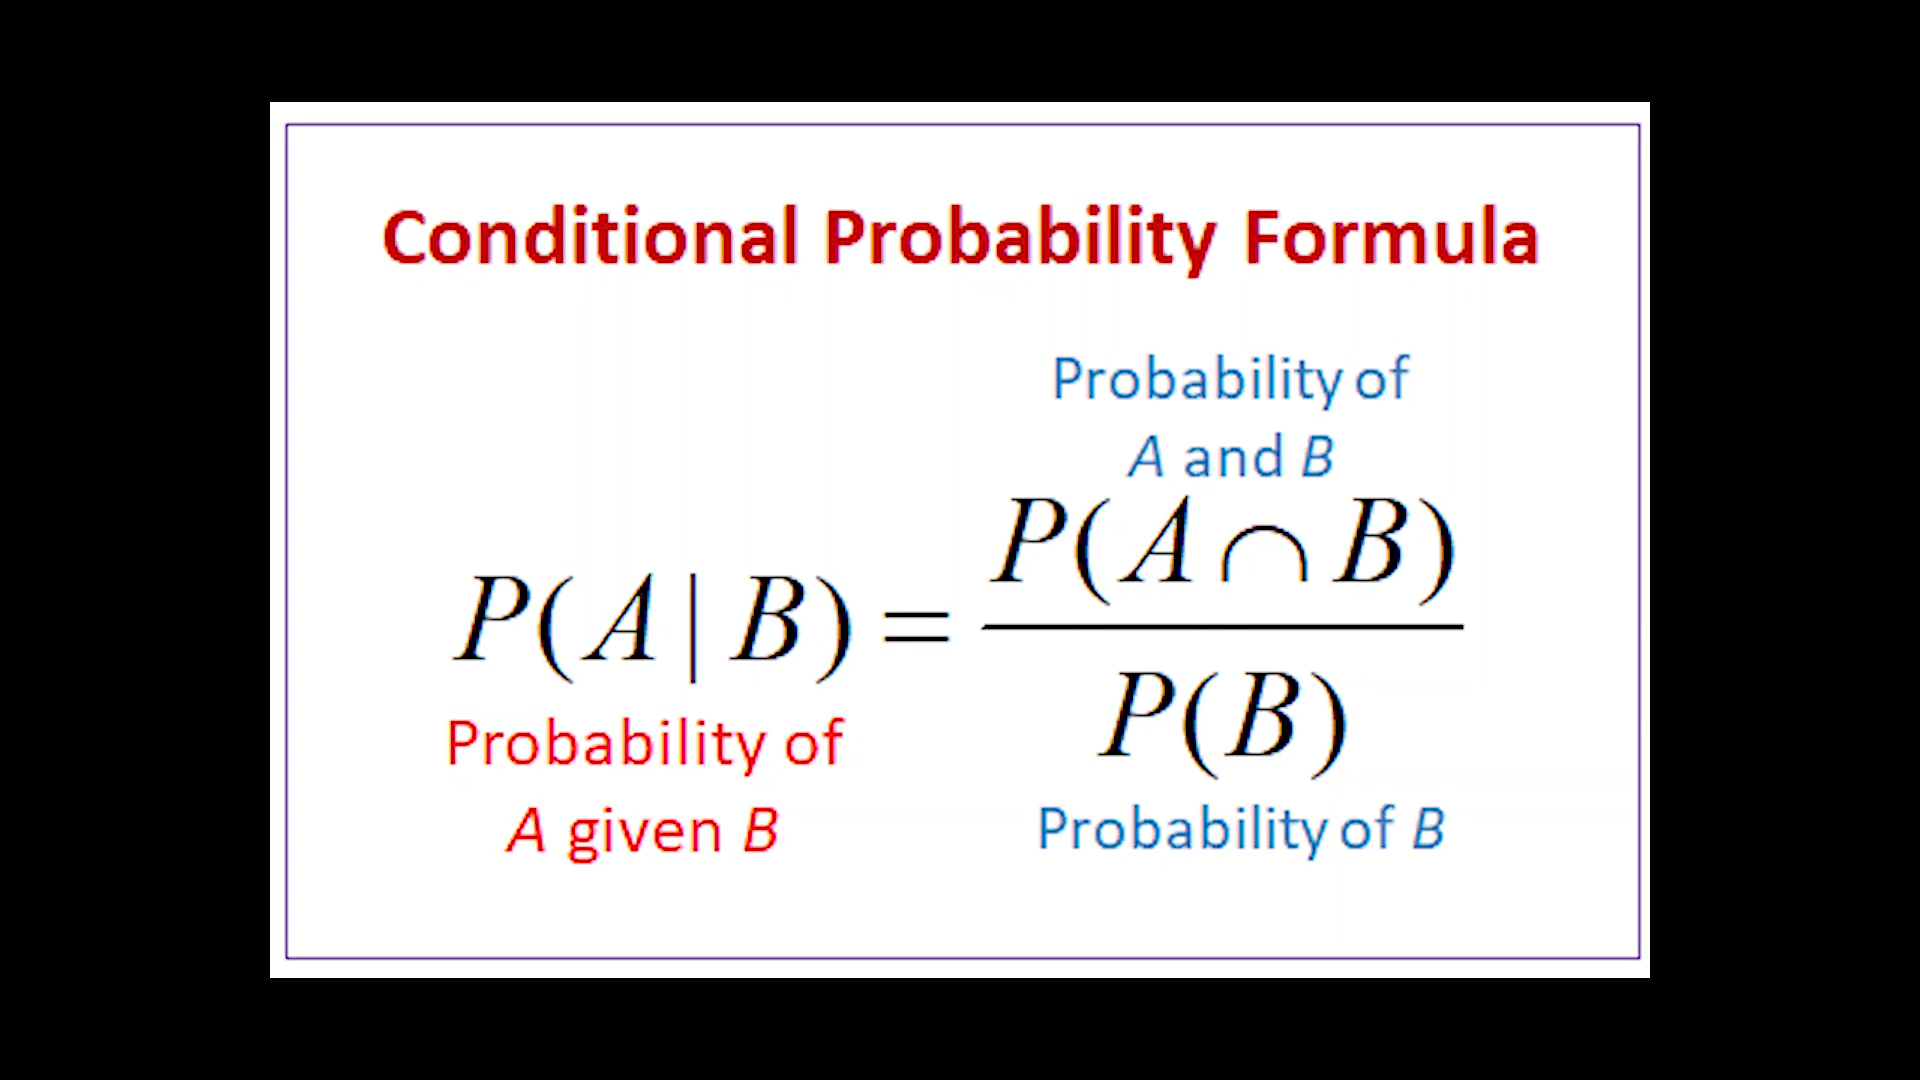 Conditional Probability Formula
Probability of
A and B
P(A | B) = P(A ∩ B)
P(B)
Probability of
A given B
Probability of B